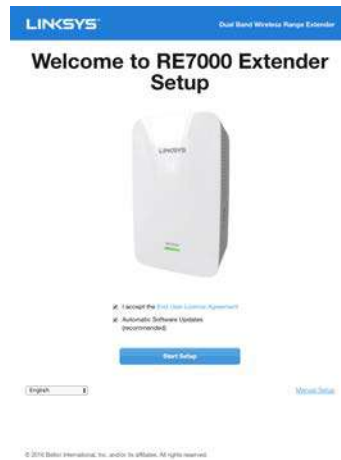 LINKSYS
Dual Band Wireless Range Extender
Welcome to RE7000 Extender
Setup
LINKSYS
I accept the End User License Agreement
Automatic Software Updates
(recommended)
Start Setup
English
Manual Setup
© 2016 Belkin International, Inc. and/or its affiliates. All rights reserved.